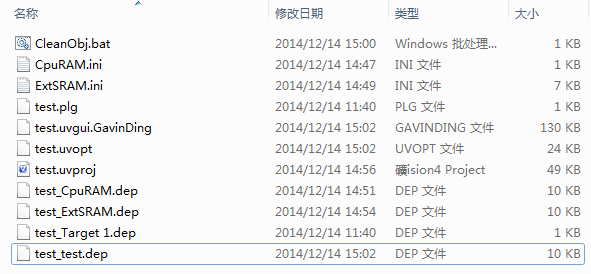 名称 修改日期 类型 大小
CleanObj.bat 2014/12/14 15:00 Windows 批处理... 1 KB
CpuRAM.ini 2014/12/14 14:47 INI 文件 1 KB
ExtSRAM.ini 2014/12/14 14:49 INI 文件 7 KB
test.plg 2014/12/14 11:40 PLG 文件 1 KB
test.uvgui.GavinDing 2014/12/14 15:02 GAVINDING 文件 130 KB
test.uvopt 2014/12/14 15:02 UVOPT 文件 24 KB
test.uvproj 2014/12/14 14:56 礦ision4 Project 49 KB
test_CpuRAM.dep 2014/12/14 14:51 DEP 文件 10 KB
test_ExtSRAM.dep 2014/12/14 14:54 DEP 文件 10 KB
test_Target 1.dep 2014/12/14 11:40 DEP 文件 1 KB
test_test.dep 2014/12/14 15:02 DEP 文件 10 KB